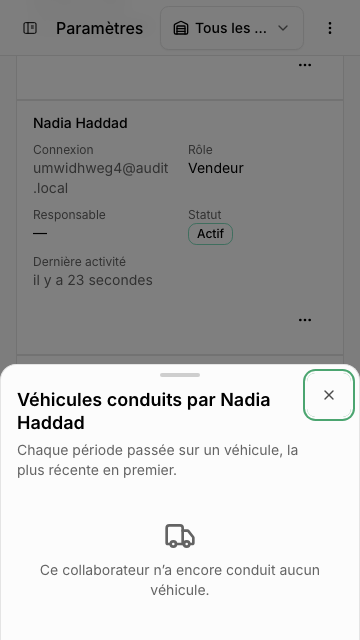 Paramètres
Tous les ...
Nadia Haddad
Connexion
Rôle
umwidhweg4@audit
.local
Vendeur
Responsable
Statut
—
Actif
Dernière activité
il y a 23 secondes
Véhicules conduits par Nadia
Haddad
Chaque période passée sur un véhicule, la
plus récente en premier.
Ce collaborateur n’a encore conduit aucun
véhicule.